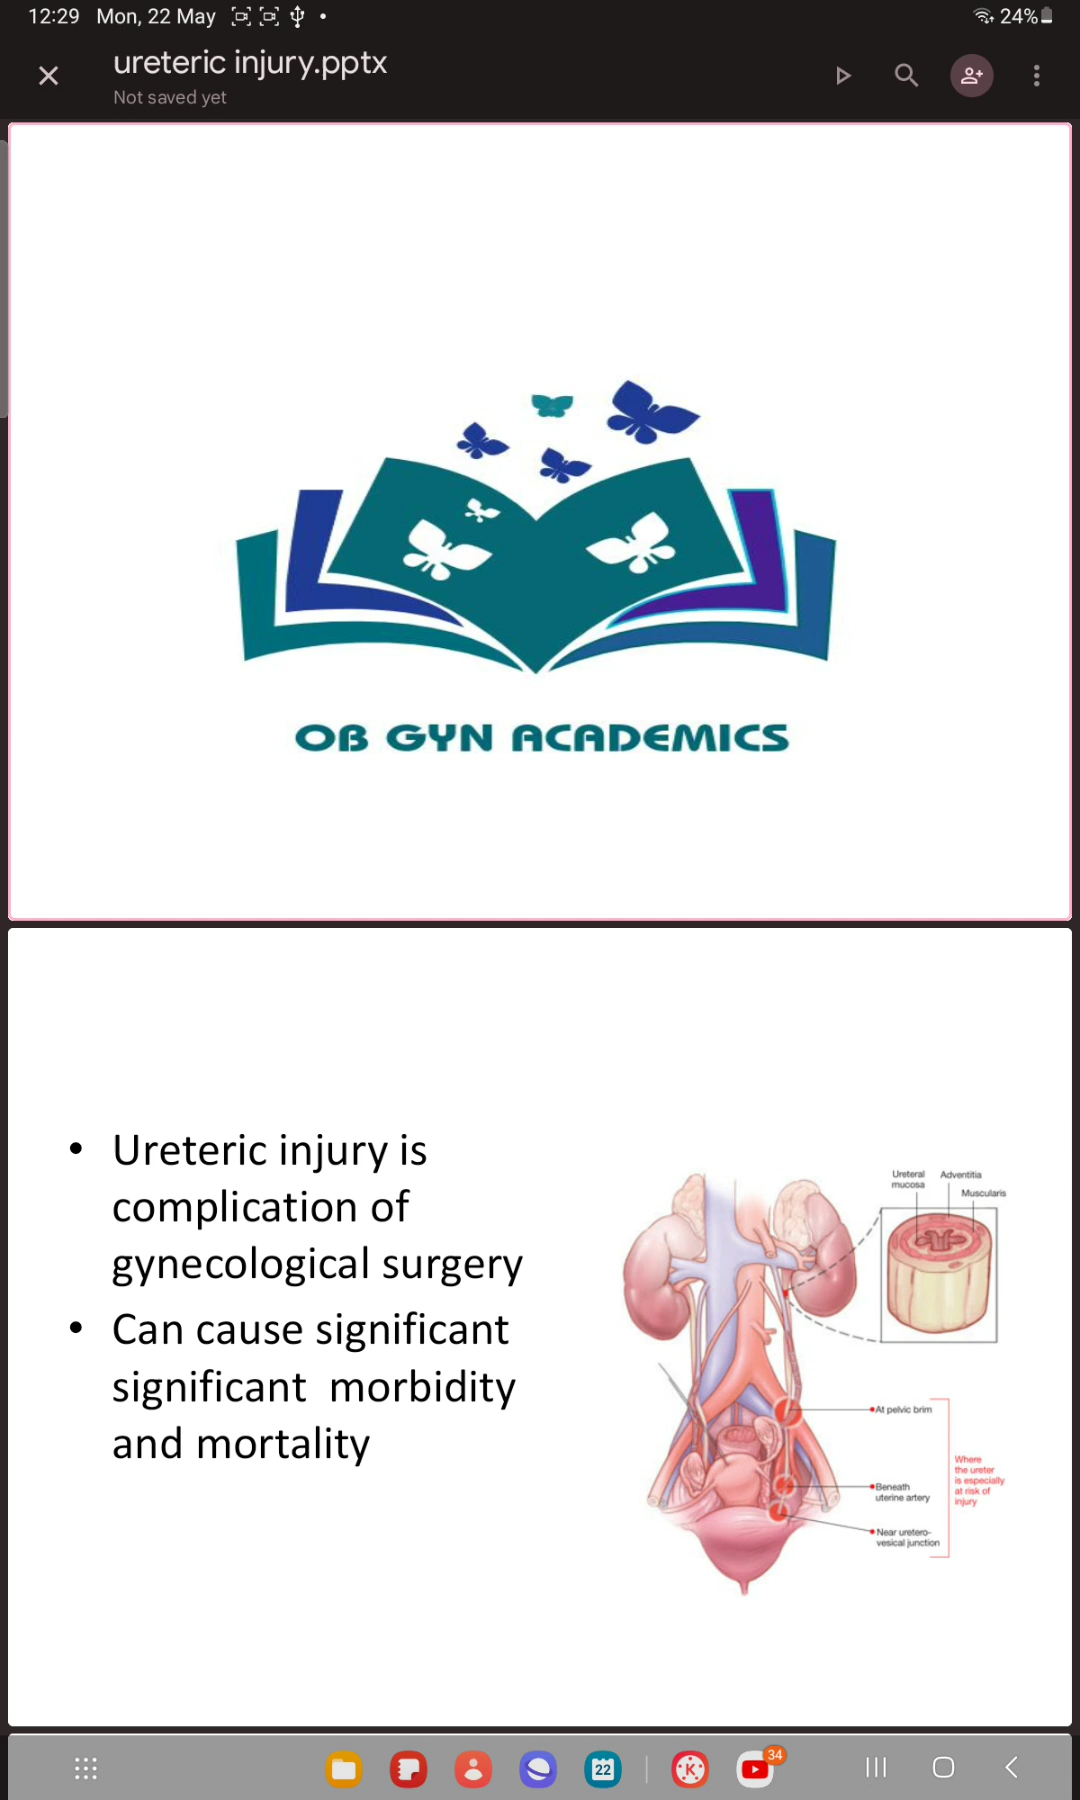 12:29 Mon, 22 May
24%
ureteric injury.pptx
Not saved yet
OB GYN ACADEMICS
• Ureteric injury is
complication of
gynecological surgery
• Can cause significant
significant morbidity
and mortality
Ureteral
mucosa
Adventitia
Muscularis
At pelvic brim
Beneath
uterine artery
Near uretero-
vesical junction
Where
the ureter
is especially
at risk of
injury
22
K
34